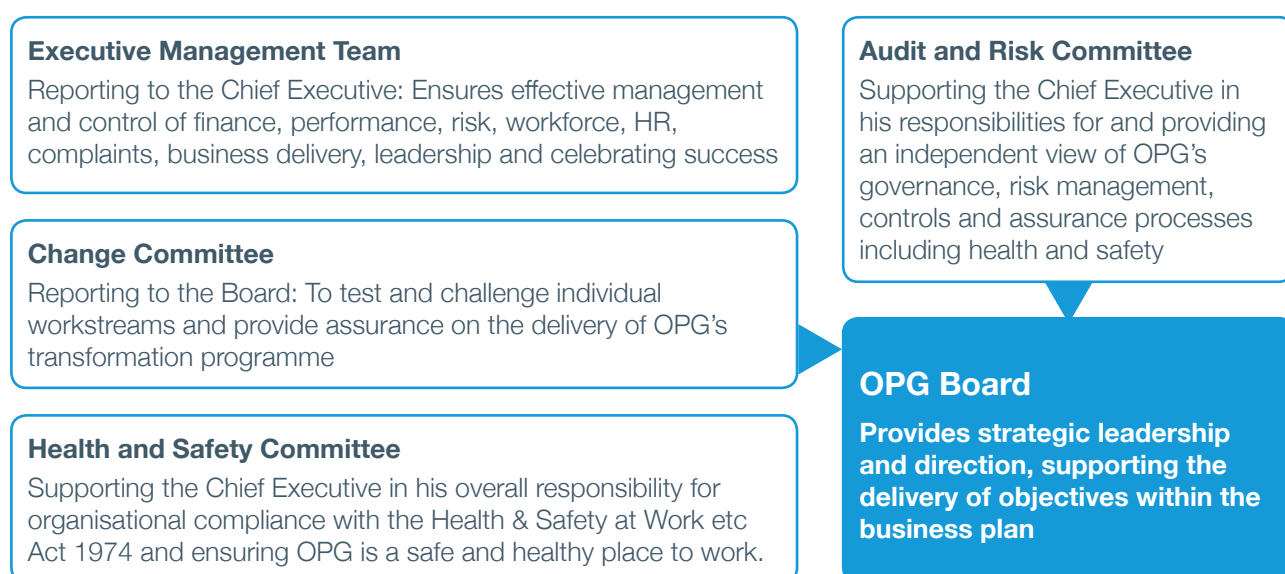 Executive Management Team
Reporting to the Chief Executive: Ensures effective management
and control of finance, performance, risk, workforce, HR,
complaints, business delivery, leadership and celebrating success
Change Committee
Reporting to the Board: To test and challenge individual
workstreams and provide assurance on the delivery of OPG’s
transformation programme
Health and Safety Committee
Supporting the Chief Executive in his overall responsibility for
organisational compliance with the Health & Safety at Work etc
Act 1974 and ensuring OPG is a safe and healthy place to work.
Audit and Risk Committee
Supporting the Chief Executive in
his responsibilities for and providing
an independent view of OPG’s
governance, risk management,
controls and assurance processes
including health and safety
OPG Board
Provides strategic leadership
and direction, supporting the
delivery of objectives within the
business plan